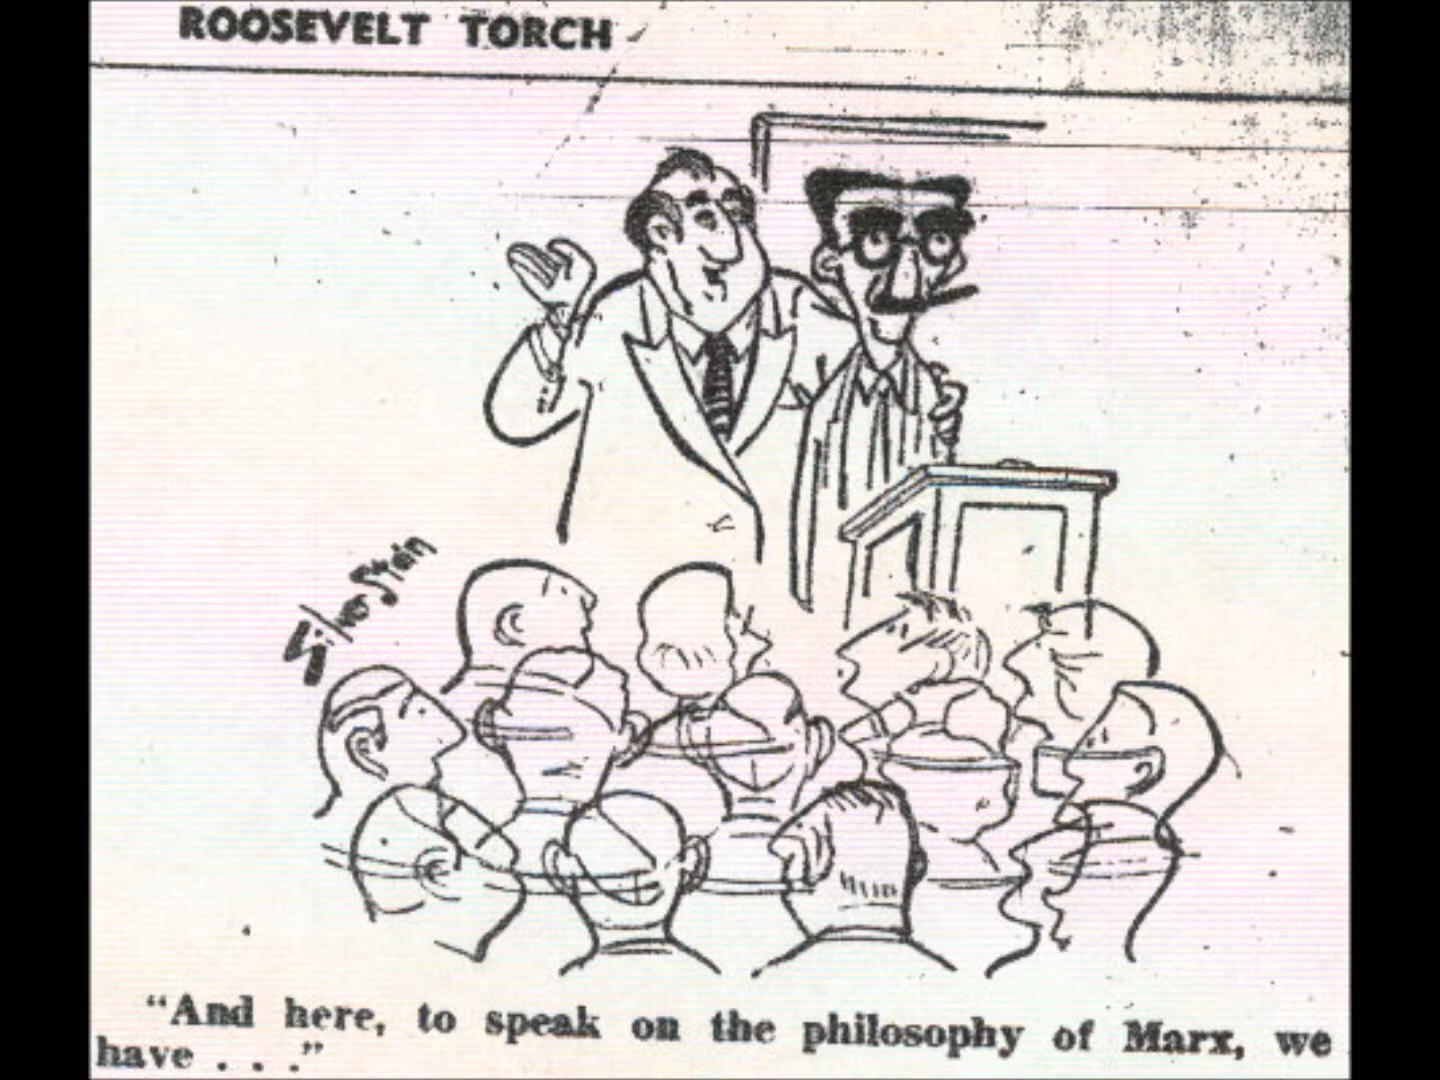 ROOSEVELT TORCH
Silverstein
"And here, to speak on the philosophy of Marx, we
have . . ."